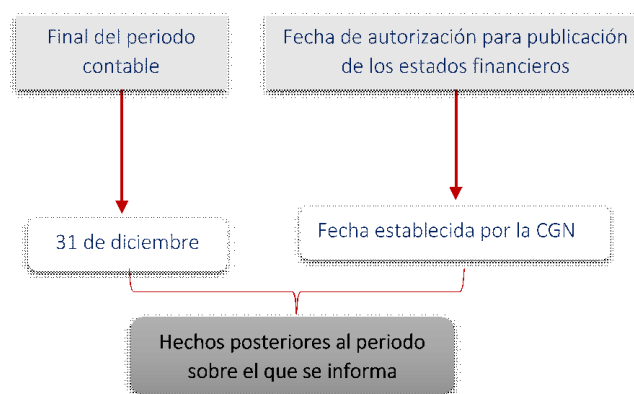 Final del periodo
contable
Fecha de autorización para publicación
de los estados financieros
31 de diciembre
Fecha establecida por la CGN
Hechos posteriores al periodo
sobre el que se informa